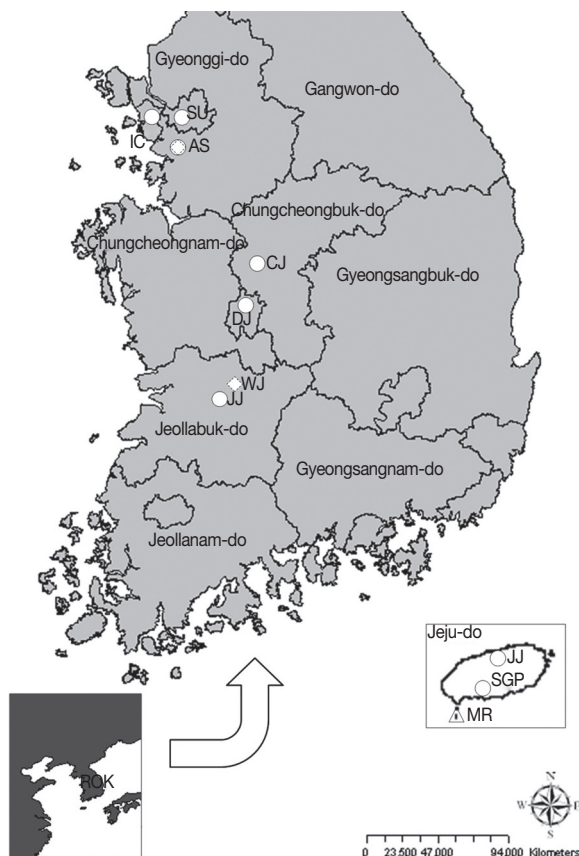 Gyeonggi-do
Gangwon-do
SU
IC
AS
Chungcheongbuk-do
Chungcheongnam-do
CJ
Gyeongsangbuk-do
DJ
WJ
JJ
Jeollabuk-do
Gyeongsangnam-do
Jeollanam-do
Jeju-do
JJ
SGP
MR
ROK
N
W E
S
0 23.500 47.000 94.000 Kilometers